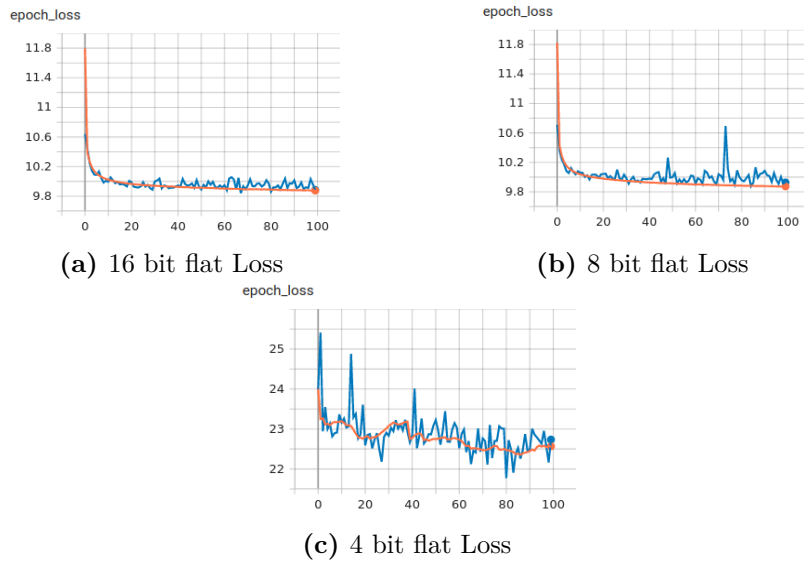 epoch_loss
11.8
11.4
11
10.6
10.2
9.8
0 20 40 60 80 100
(a) 16 bit flat Loss
epoch_loss
11.8
11.4
11
10.6
10.2
9.8
0 20 40 60 80 100
(b) 8 bit flat Loss
epoch_loss
25
24
23
22
0 20 40 60 80 100
(c) 4 bit flat Loss